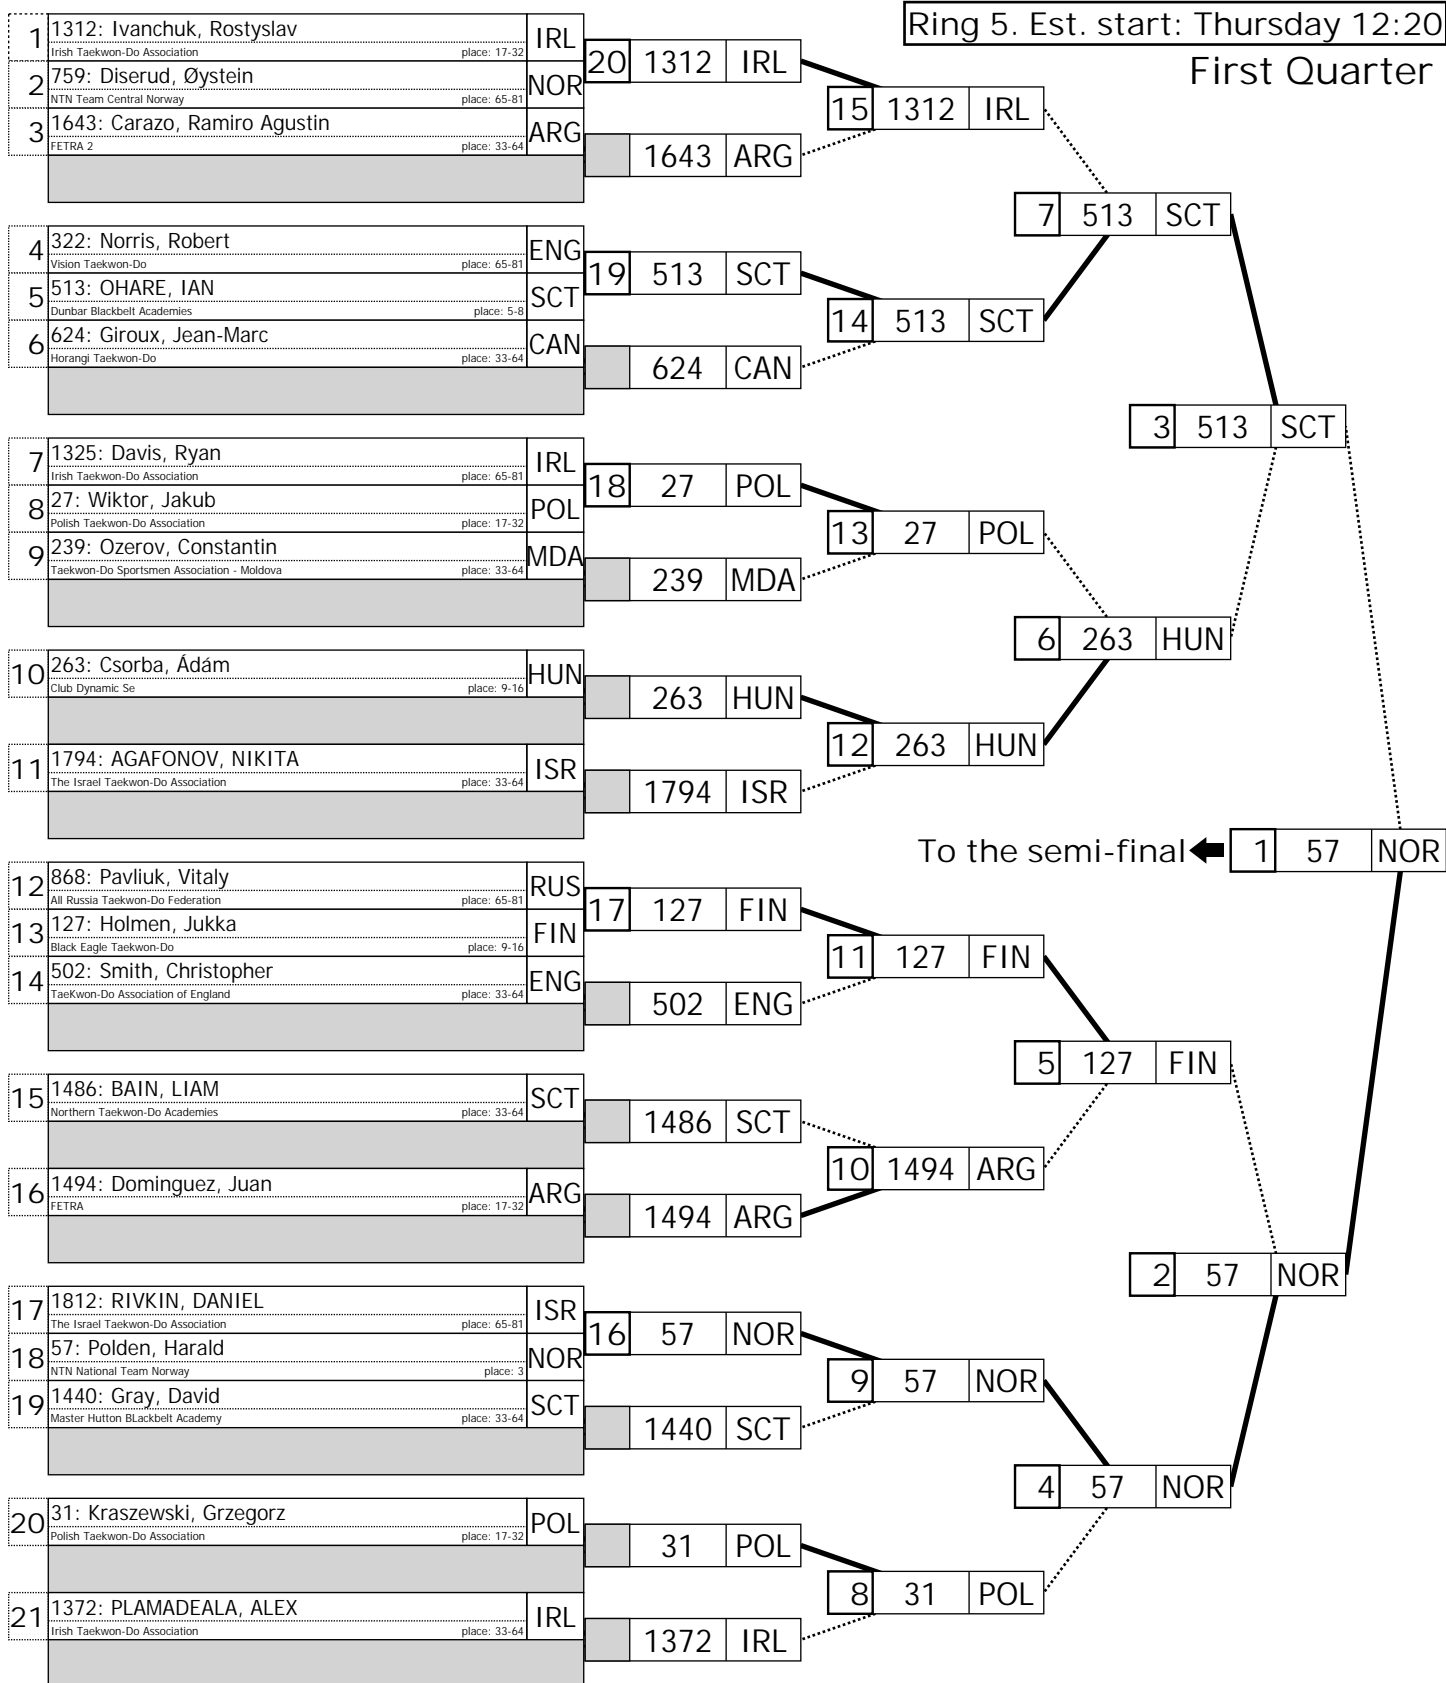 Ring 5. Est. start: Thursday 12:20
First Quarter
1 1312: Ivanchuk, Rostyslav IRL
Irish Taekwon-Do Association place: 17-32
2 759: Diserud, Øystein NOR
NTN Team Central Norway place: 65-81
3 1643: Carazo, Ramiro Agustin ARG
FETRA 2 place: 33-64
4 322: Norris, Robert ENG
Vision Taekwon-Do place: 65-81
5 513: OHARE, IAN SCT
Dunbar Blackbelt Academies place: 5-8
6 624: Giroux, Jean-Marc CAN
Horangi Taekwon-Do place: 33-64
7 1325: Davis, Ryan IRL
Irish Taekwon-Do Association place: 65-81
8 27: Wiktor, Jakub POL
Polish Taekwon-Do Association place: 17-32
9 239: Ozerov, Constantin MDA
Taekwon-Do Sportsmen Association - Moldova place: 33-64
10 263: Csorba, Ádám HUN
Club Dynamic Se place: 9-16
11 1794: AGAFONOV, NIKITA ISR
The Israel Taekwon-Do Association place: 33-64
12 868: Pavliuk, Vitaly RUS
All Russia Taekwon-Do Federation place: 65-81
13 127: Holmen, Jukka FIN
Black Eagle Taekwon-Do place: 9-16
14 502: Smith, Christopher ENG
TaeKwon-Do Association of England place: 33-64
15 1486: BAIN, LIAM SCT
Northern Taekwon-Do Academies place: 33-64
16 1494: Dominguez, Juan ARG
FETRA place: 17-32
17 1812: RIVKIN, DANIEL ISR
The Israel Taekwon-Do Association place: 65-81
18 57: Polden, Harald NOR
NTN National Team Norway place: 3
19 1440: Gray, David SCT
Master Hutton BLackbelt Academy place: 33-64
20 31: Kraszewski, Grzegorz POL
Polish Taekwon-Do Association place: 17-32
21 1372: PLAMADEALA, ALEX IRL
Irish Taekwon-Do Association place: 33-64
20 1312 IRL
1643 ARG
19 513 SCT
624 CAN
18 27 POL
239 MDA
263 HUN
1794 ISR
17 127 FIN
502 ENG
1486 SCT
1494 ARG
16 57 NOR
1440 SCT
31 POL
1372 IRL
15 1312 IRL
14 513 SCT
13 27 POL
12 263 HUN
11 127 FIN
10 1494 ARG
9 57 NOR
8 31 POL
7 513 SCT
6 263 HUN
5 127 FIN
4 57 NOR
3 513 SCT
2 57 NOR
To the semi-final 1 57 NOR